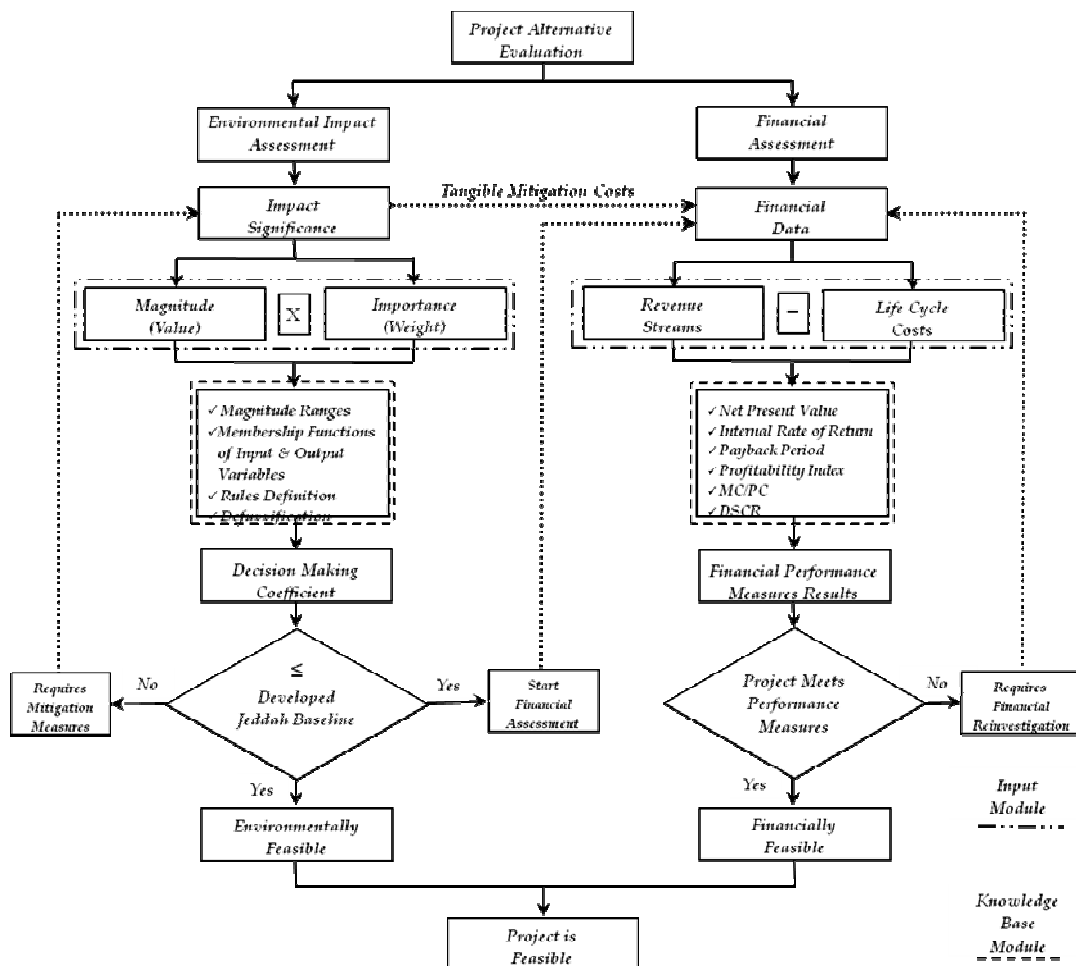 Project Alternative
Evaluation
Environmental Impact
Assessment
Financial
Assessment
Impact
Significance
Tangible Mitigation Costs
Financial
Data
Magnitude
(Value)
X
Importance
(Weight)
Revenue
Streams
−
Life Cycle
Costs
✓ Magnitude Ranges
✓ Membership Functions
of Input & Output
Variables
✓ Rules Definition
✓ Defussification
✓ Net Present Value
✓ Internal Rate of Return
✓ Payback Period
✓ Profitability Index
✓ MC/PC
✓ DSCR
Decision Making
Coefficient
Financial Performance
Measures Results
≤
Developed
Jeddah Baseline
No
Yes
Requires
Mitigation
Measures
Start
Financial
Assessment
Project Meets
Performance
Measures
No
Requires
Financial
Reinvestigation
Yes
Yes
Environmentally
Feasible
Financially
Feasible
Project is
Feasible
Input
Module
Knowledge
Base
Module